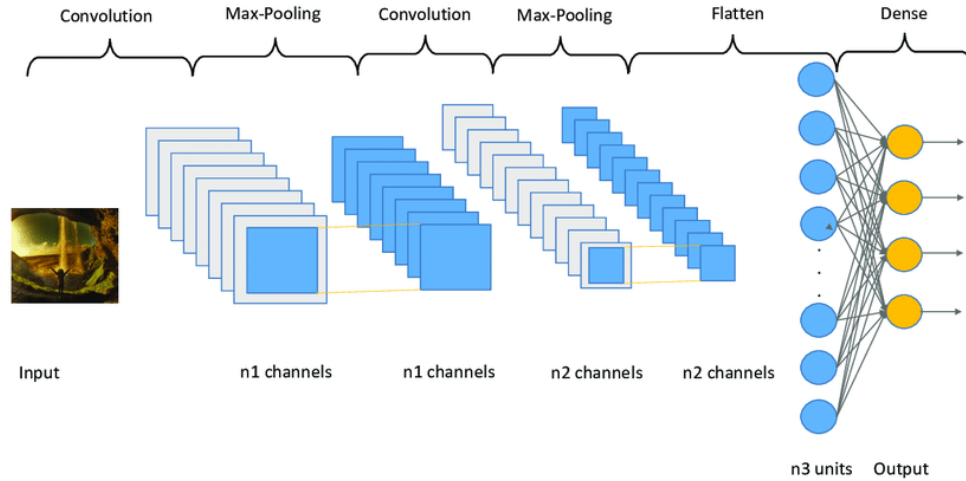 Convolution
Max-Pooling
Convolution
Max-Pooling
Flatten
Dense
Input
n1 channels
n1 channels
n2 channels
n2 channels
n3 units
Output